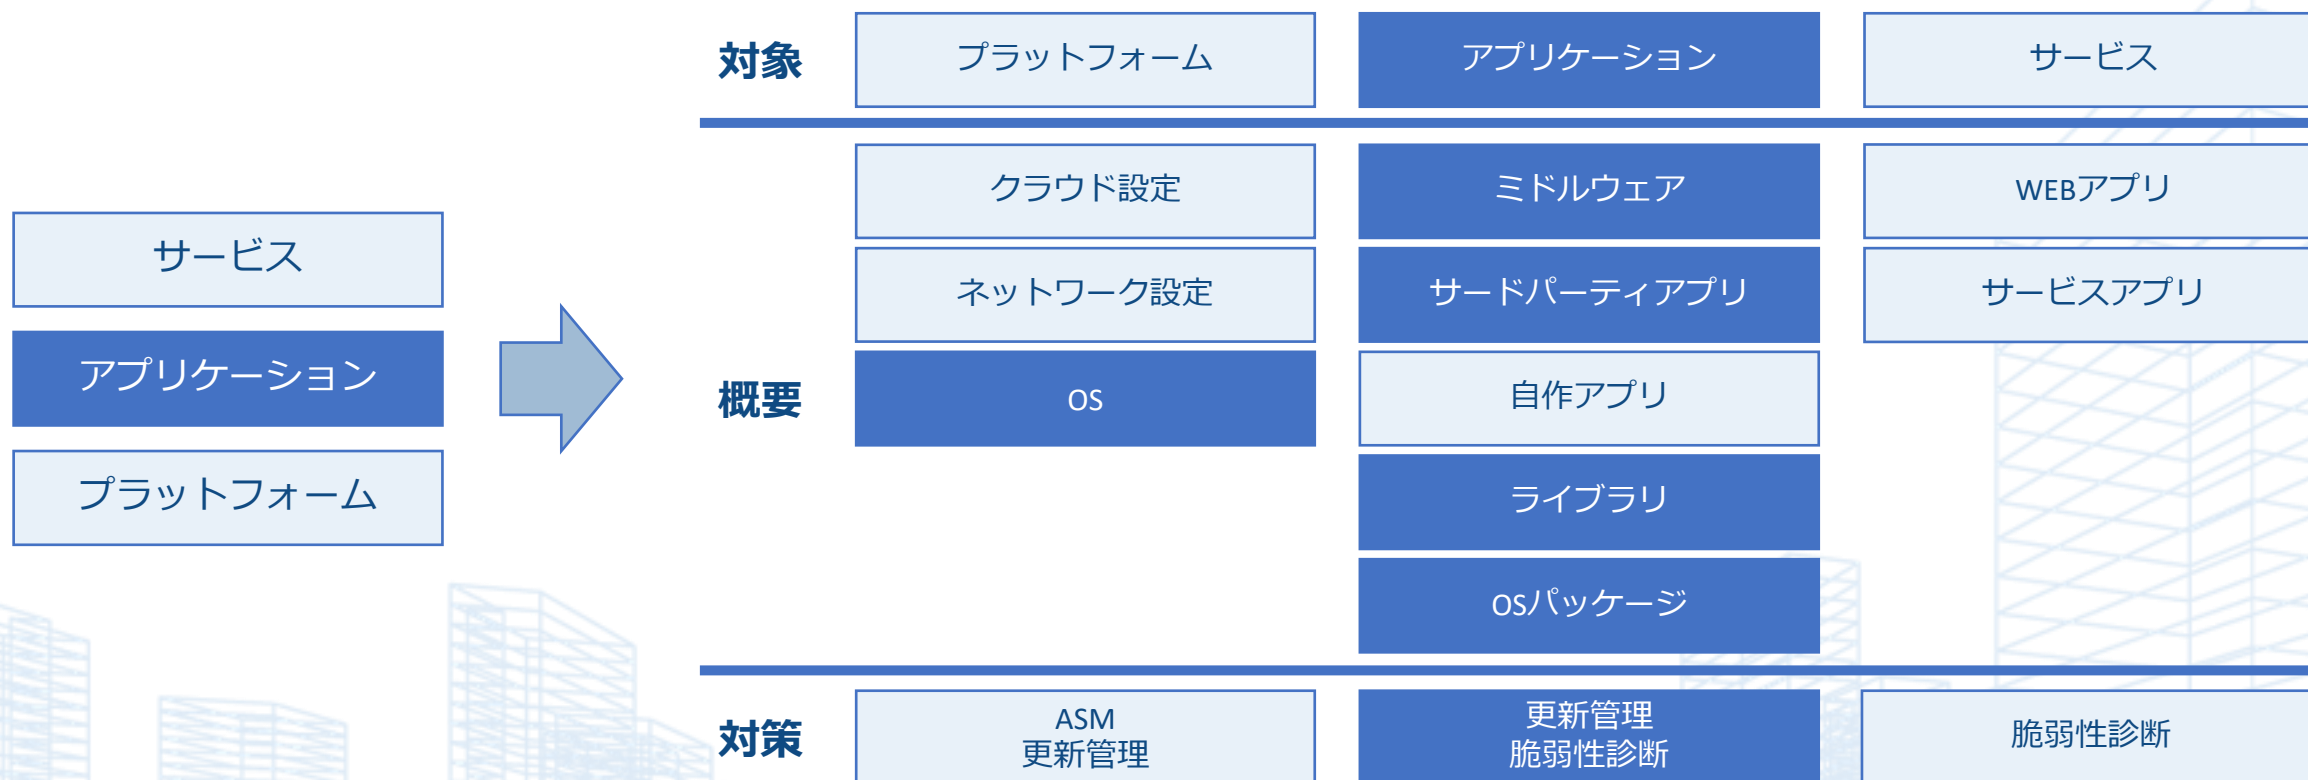 サービス
アプリケーション
プラットフォーム
対象
プラットフォーム
アプリケーション
サービス
概要
クラウド設定
ミドルウェア
WEBアプリ
ネットワーク設定
サードパーティアプリ
サービスアプリ
OS
自作アプリ
ライブラリ
OSパッケージ
対策
ASM
更新管理
更新管理
脆弱性診断
脆弱性診断